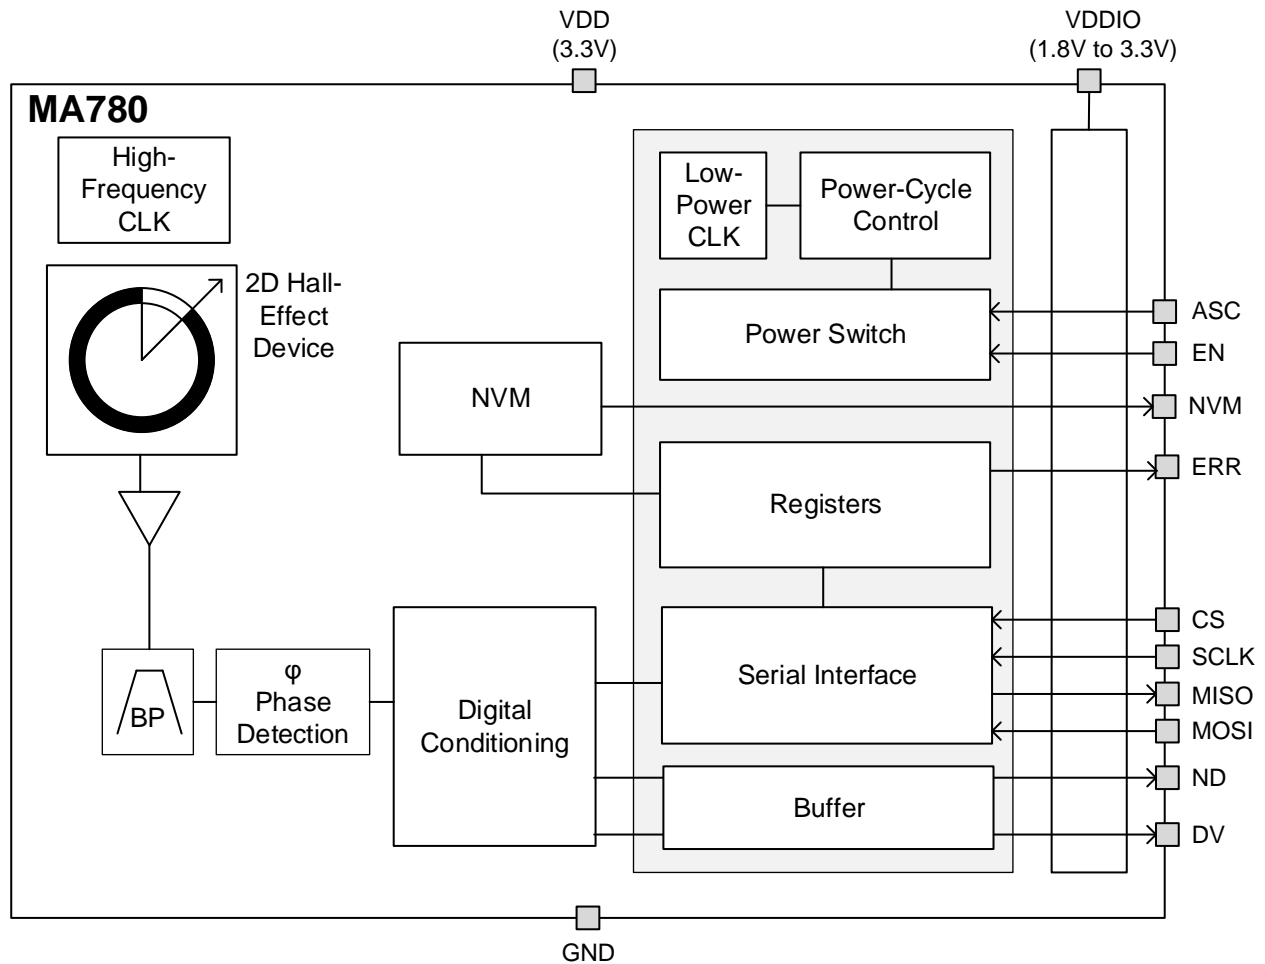 VDD
(3.3V)
VDDIO
(1.8V to 3.3V)
MA780
High-
Frequency
CLK
Low-
Power
CLK
Power-Cycle
Control
2D Hall-
Effect
Device
Power Switch
ASC
EN
NVM
NVM
ERR
Registers
CS
SCLK
MISO
MOSI
Serial Interface
BP
φ
Phase
Detection
Digital
Conditioning
Buffer
ND
DV
GND